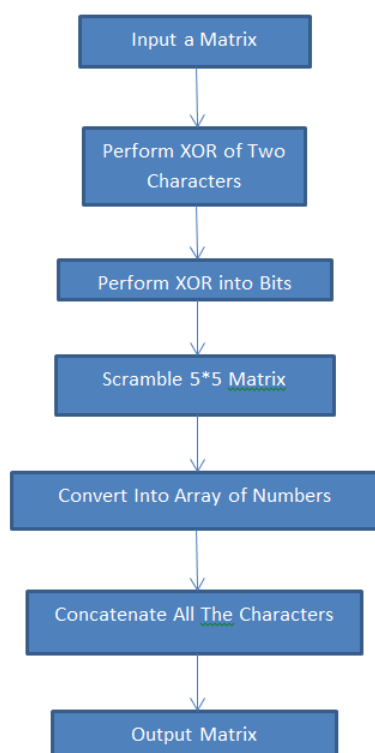 Input a Matrix
Perform XOR of Two
Characters
Perform XOR into Bits
Scramble 5*5 Matrix
Convert Into Array of Numbers
Concatenate All The Characters
Output Matrix